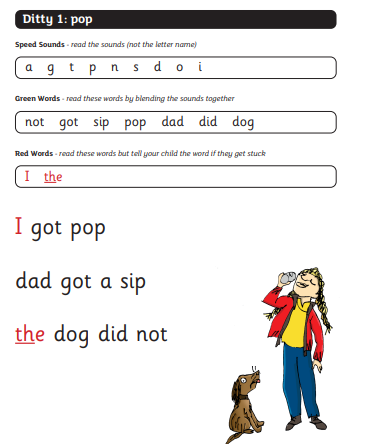 Ditty 1: pop
Speed Sounds - read the sounds (not the letter name)
a g t p n s d o i
Green Words - read these words by blending the sounds together
not got sip pop dad did dog
Red Words - read these words but tell your child the word if they get stuck
I the
I got pop
dad got a sip
the dog did not